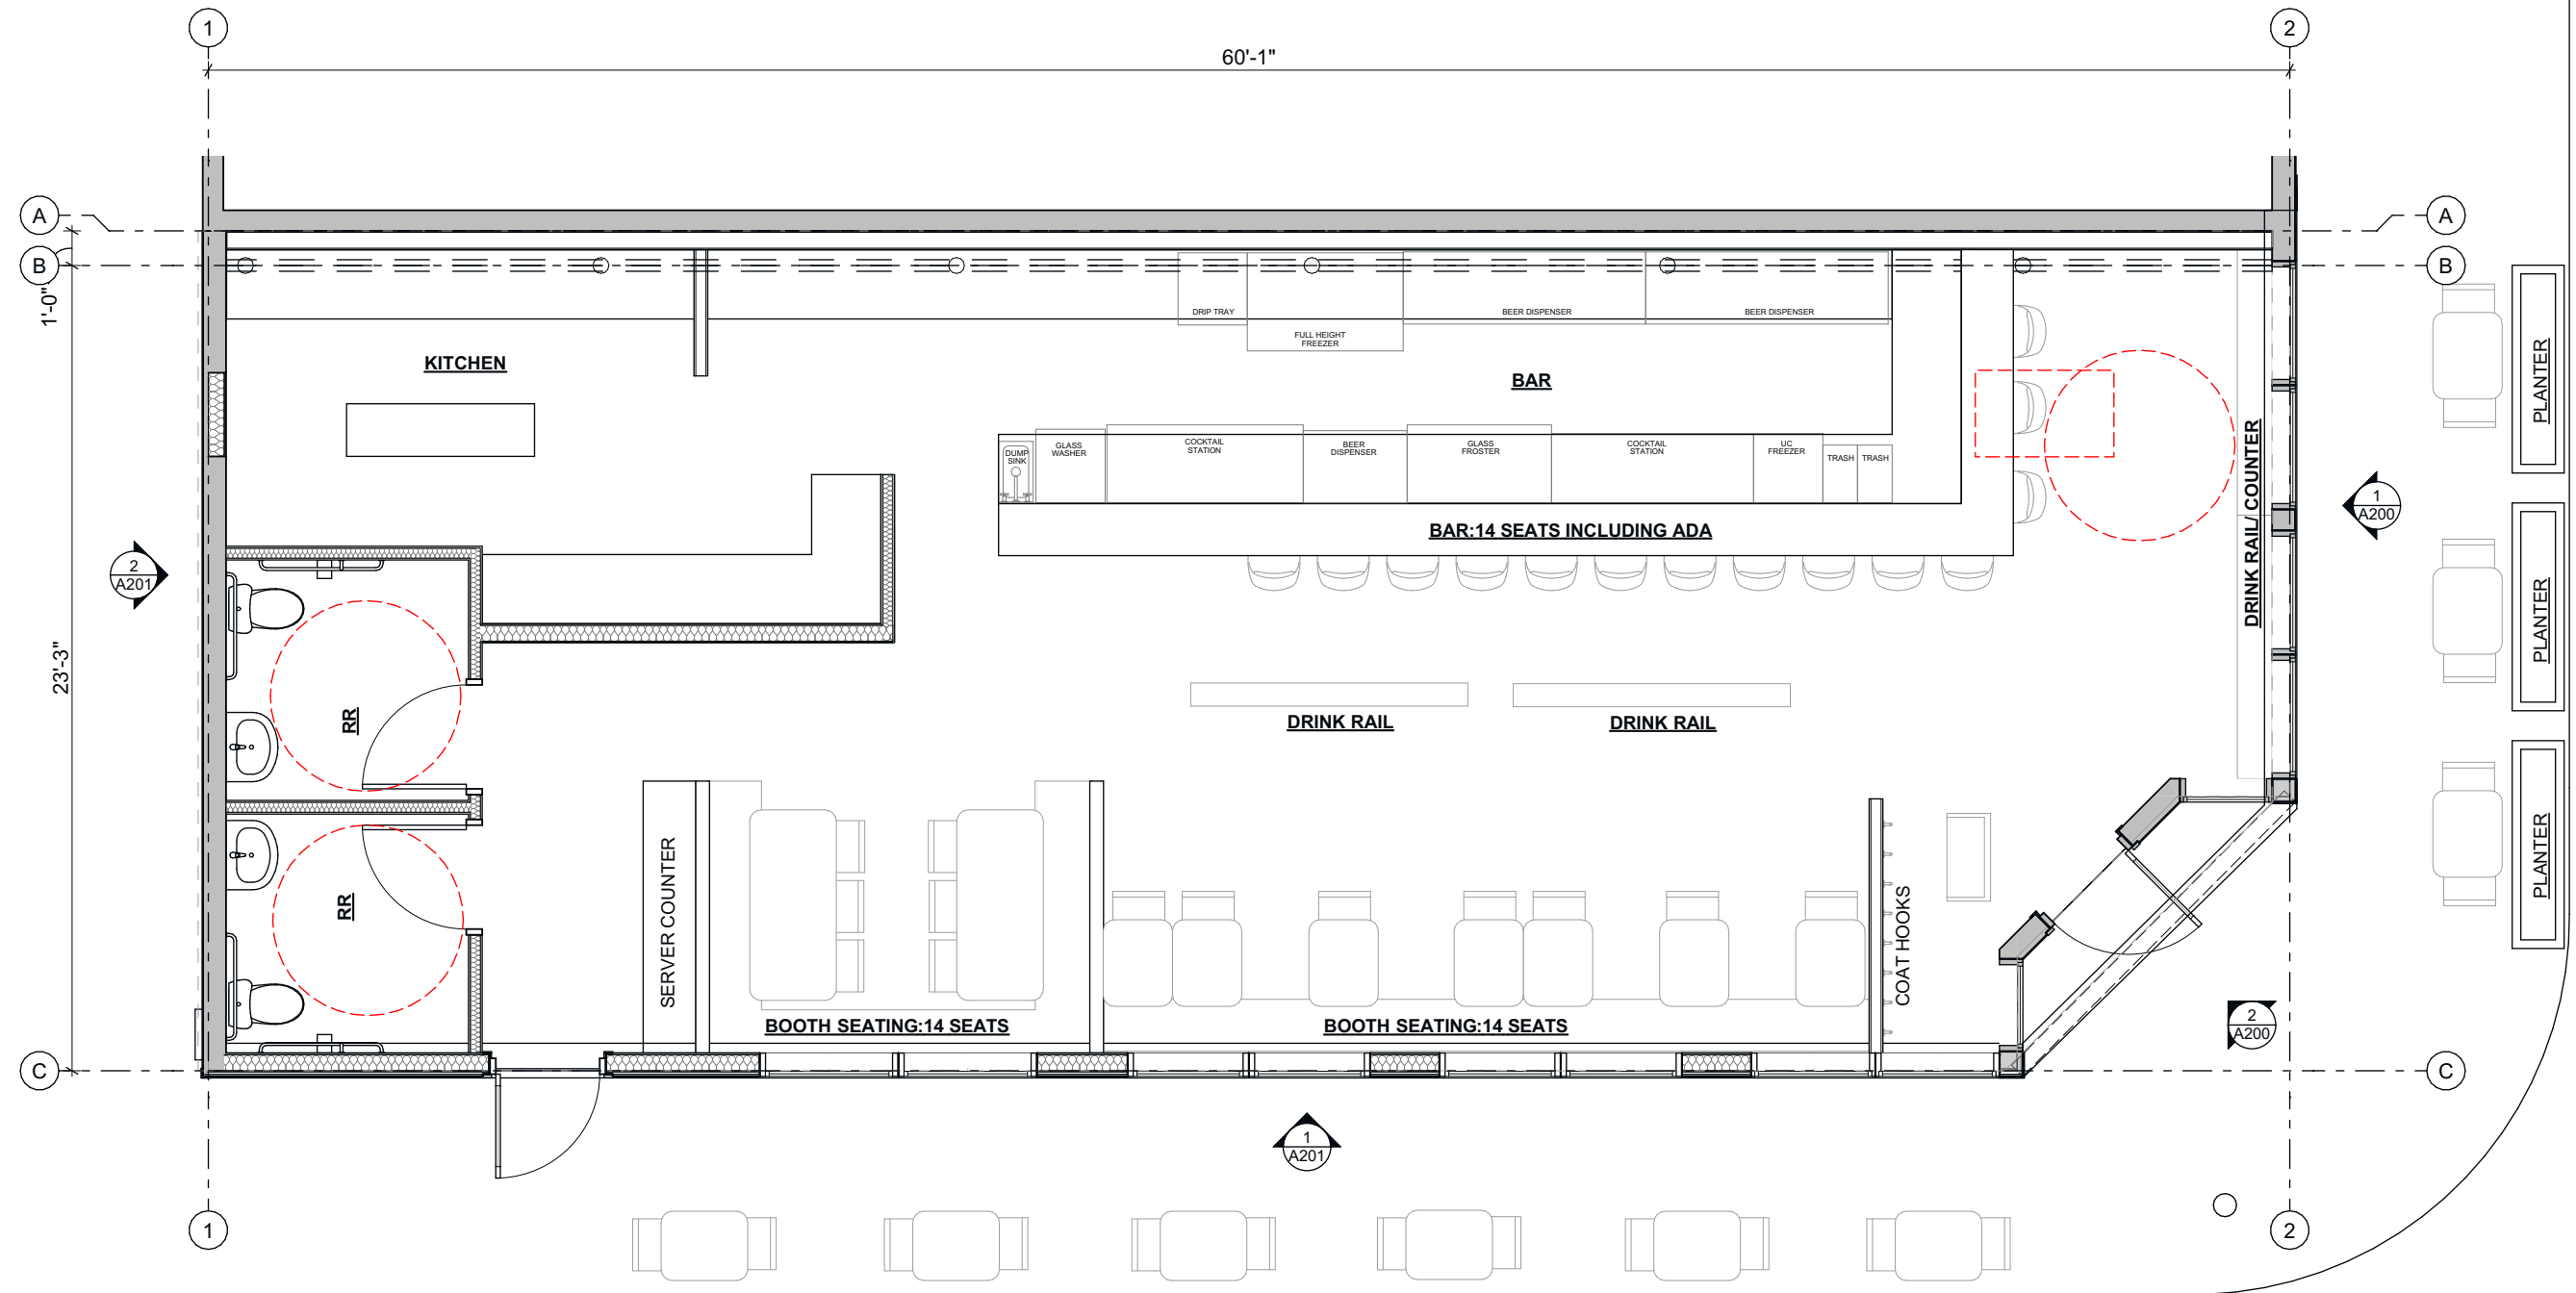 1
2
60'-1"
A
A
B
B
1'-0"
23'-3"
DRIP TRAY
FULL HEIGHT
FREEZER
BEER DISPENSER
BEER DISPENSER
KITCHEN
BAR
PLANTER
DUMP
SINK
GLASS
WASHER
COCKTAIL
STATION
BEER
DISPENSER
GLASS
FROSTER
COCKTAIL
STATION
UC
FREEZER
TRASH
TRASH
DRINK RAIL/ COUNTER
1
A200
BAR:14 SEATS INCLUDING ADA
2
A201
PLANTER
RR
DRINK RAIL
DRINK RAIL
RR
SERVER COUNTER
COAT HOOKS
PLANTER
BOOTH SEATING:14 SEATS
BOOTH SEATING:14 SEATS
2
A200
C
C
1
A201
1
2